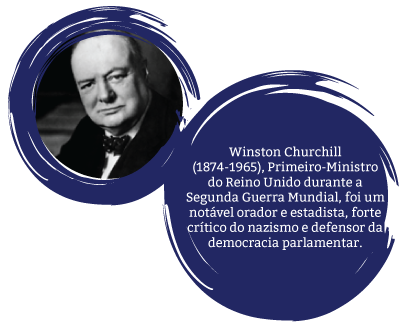 Winston Churchill
(1874-1965), Primeiro-Ministro
do Reino Unido durante a
Segunda Guerra Mundial, foi um
notável orador e estadista, forte
crítico do nazismo e defensor da
democracia parlamentar.